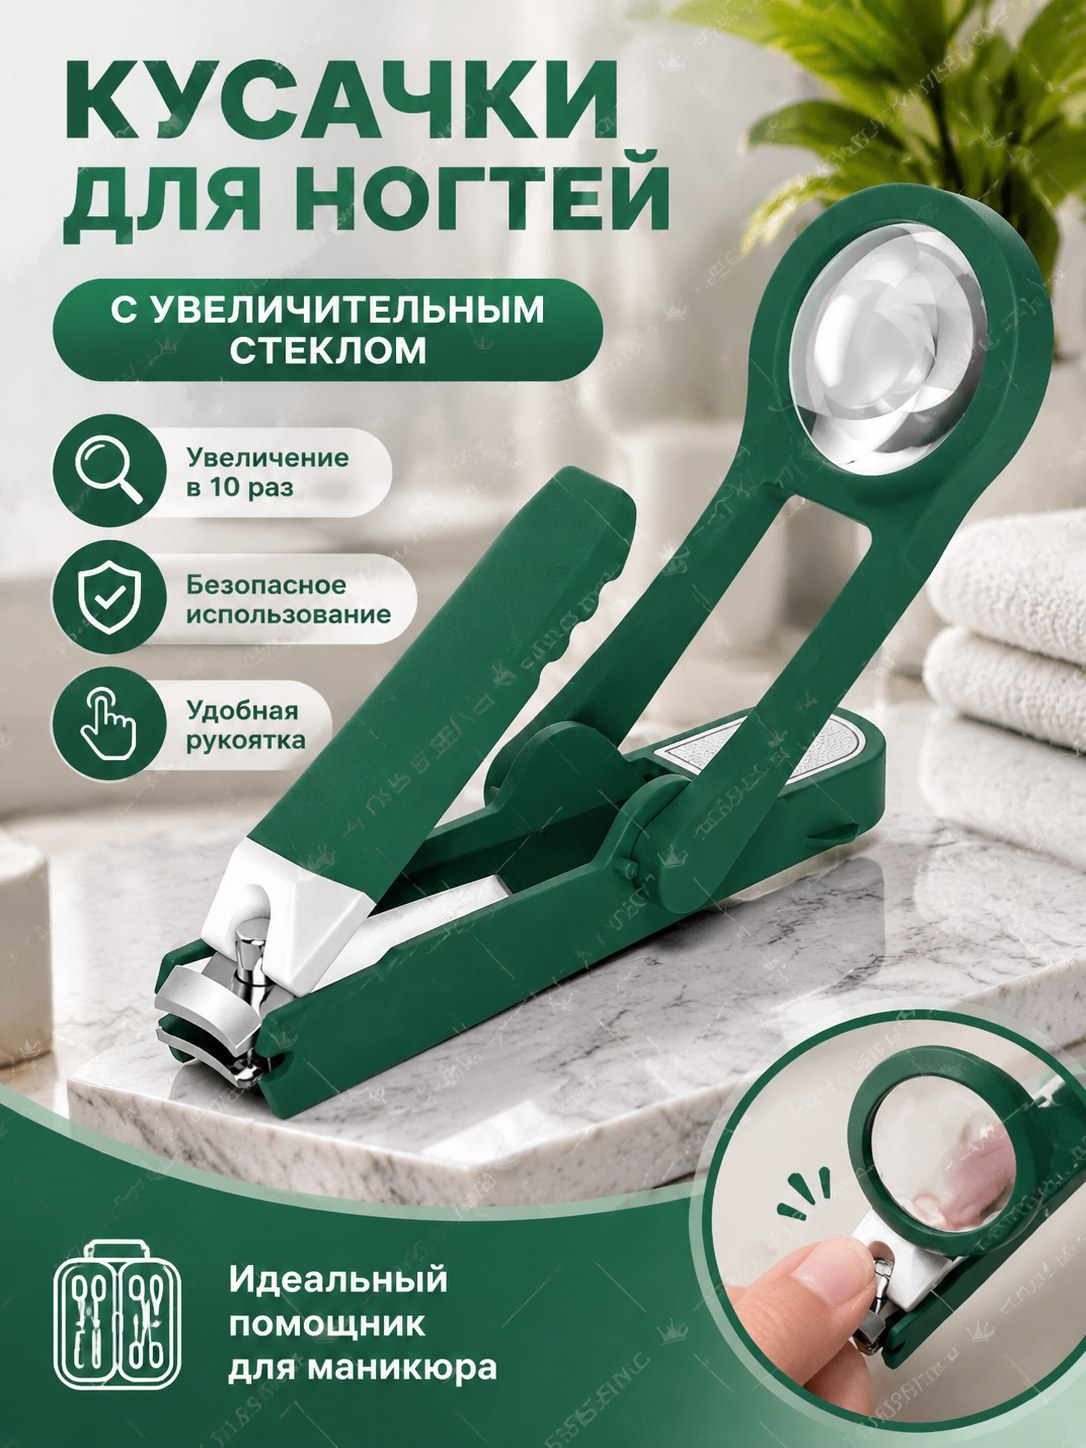 КУСАЧКИ
ДЛЯ НОГТЕЙ
С УВЕЛИЧИТЕЛЬНЫМ
СТЕКЛОМ
Увеличение
в 10 раз
Безопасное
использование
Удобная
рукоятка
Идеальный
помощник
для маникюра